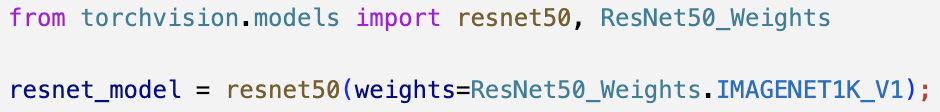 from torchvision.models import resnet50, ResNet50_Weights
resnet_model = resnet50(weights=ResNet50_Weights.IMAGENET1K_V1);